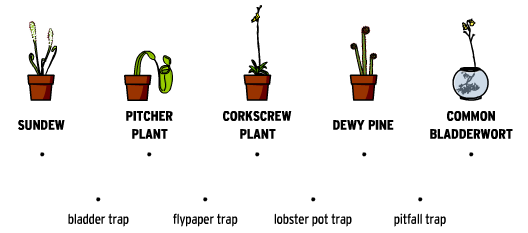 SUNDEW
PITCHER
PLANT
CORKSCREW
PLANT
DEWY PINE
COMMON
BLADDERWORT
bladder trap
flypaper trap
lobster pot trap
pitfall trap